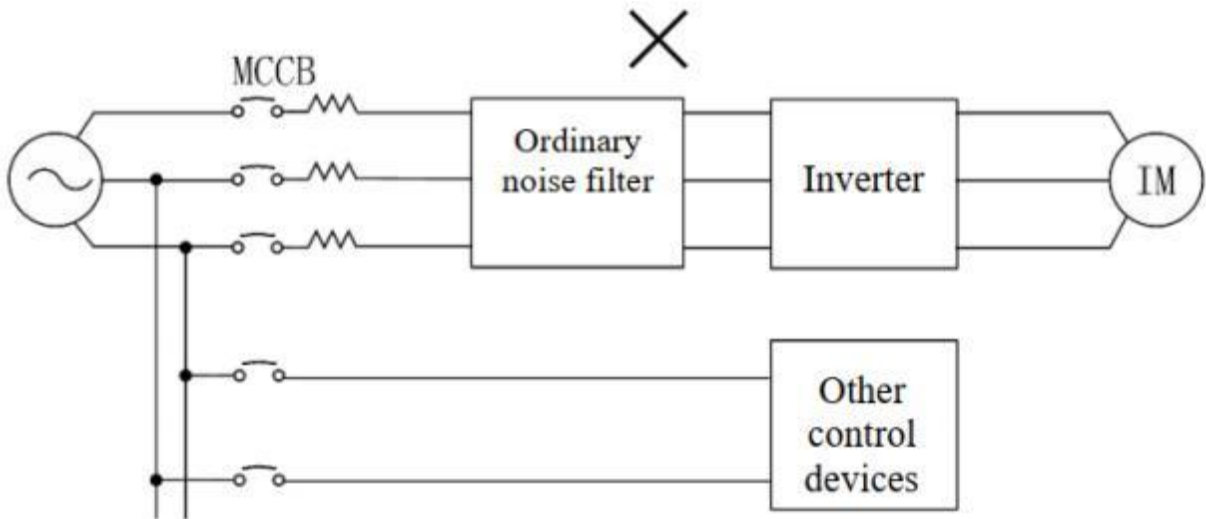 MCCB
Ordinary
noise filter
Inverter
IM
Other
control
devices